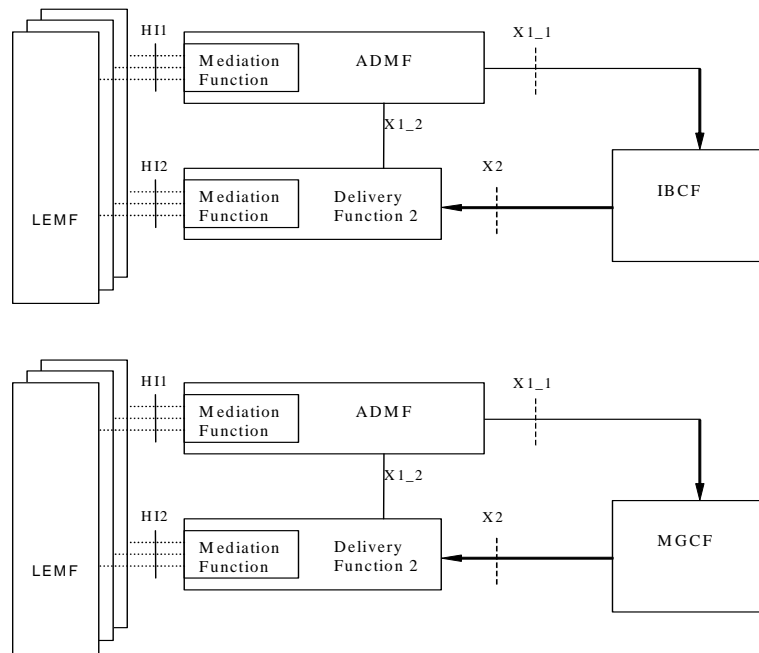 HI1
X1_1
Mediation
Function
ADMF
X1_2
HI2
X2
Mediation
Function
Delivery
Function 2
IBCF
LEMF
HI1
X1_1
Mediation
Function
ADMF
X1_2
HI2
X2
Mediation
Function
Delivery
Function 2
MGCF
LEMF